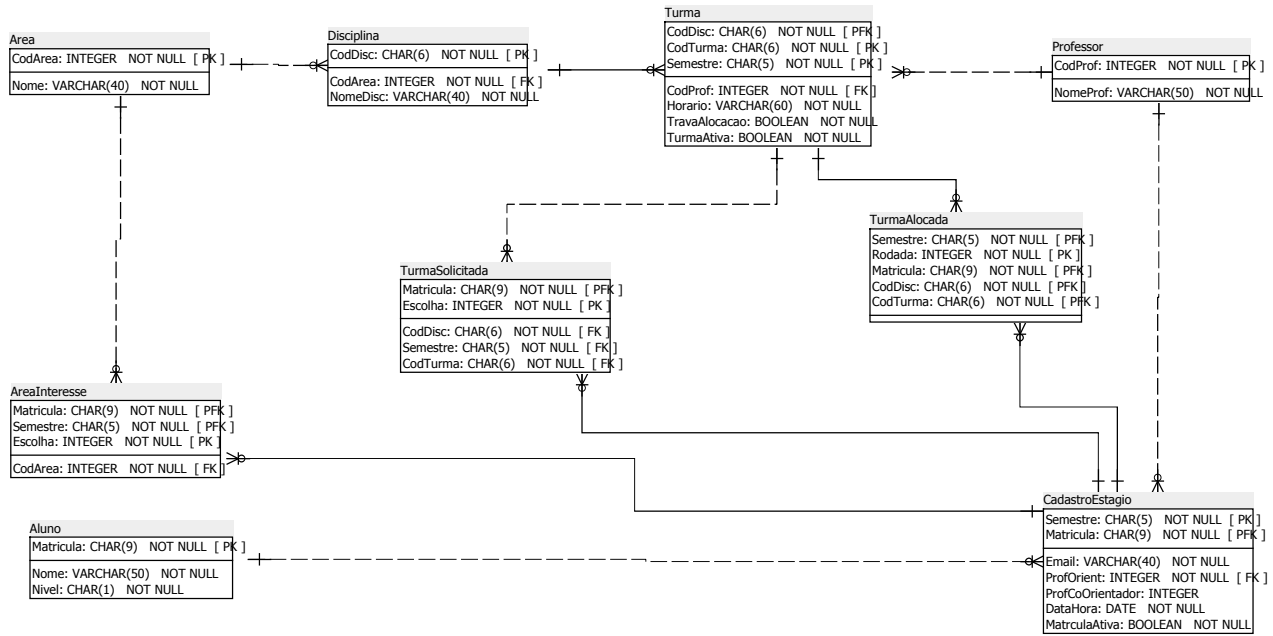 Area
CodArea: INTEGER NOT NULL [ PK ]
Nome: VARCHAR(40) NOT NULL
Disciplina
CodDisc: CHAR(6) NOT NULL [ PK ]
CodArea: INTEGER NOT NULL [ FK ]
NomeDisc: VARCHAR(40) NOT NULL
Turma
CodDisc: CHAR(6) NOT NULL [ PFK ]
CodTurma: CHAR(6) NOT NULL [ PK ]
Semestre: CHAR(5) NOT NULL [ PK ]
CodProf: INTEGER NOT NULL [ FK ]
Horario: VARCHAR(60) NOT NULL
TravaAlocacao: BOOLEAN NOT NULL
TurmaAtiva: BOOLEAN NOT NULL
Professor
CodProf: INTEGER NOT NULL [ PK ]
NomeProf: VARCHAR(50) NOT NULL
TurmaAlocada
Semestre: CHAR(5) NOT NULL [ PFK ]
Rodada: INTEGER NOT NULL [ PK ]
Matricula: CHAR(9) NOT NULL [ PFK ]
CodDisc: CHAR(6) NOT NULL [ PFK ]
CodTurma: CHAR(6) NOT NULL [ PFK ]
TurmaSolicitada
Matricula: CHAR(9) NOT NULL [ PFK ]
Escolha: INTEGER NOT NULL [ PK ]
CodDisc: CHAR(6) NOT NULL [ FK ]
Semestre: CHAR(5) NOT NULL [ FK ]
CodTurma: CHAR(6) NOT NULL [ FK ]
AreaInteresse
Matricula: CHAR(9) NOT NULL [ PFK ]
Semestre: CHAR(5) NOT NULL [ PFK ]
Escolha: INTEGER NOT NULL [ PK ]
CodArea: INTEGER NOT NULL [ FK ]
Aluno
Matricula: CHAR(9) NOT NULL [ PK ]
Nome: VARCHAR(50) NOT NULL
Nivel: CHAR(1) NOT NULL
CadastroEstagio
Semestre: CHAR(5) NOT NULL [ PK ]
Matricula: CHAR(9) NOT NULL [ PFK ]
Email: VARCHAR(40) NOT NULL
ProfOrient: INTEGER NOT NULL [ FK ]
ProfCoOrientador: INTEGER
DataHora: DATE NOT NULL
MatrculaAtiva: BOOLEAN NOT NULL